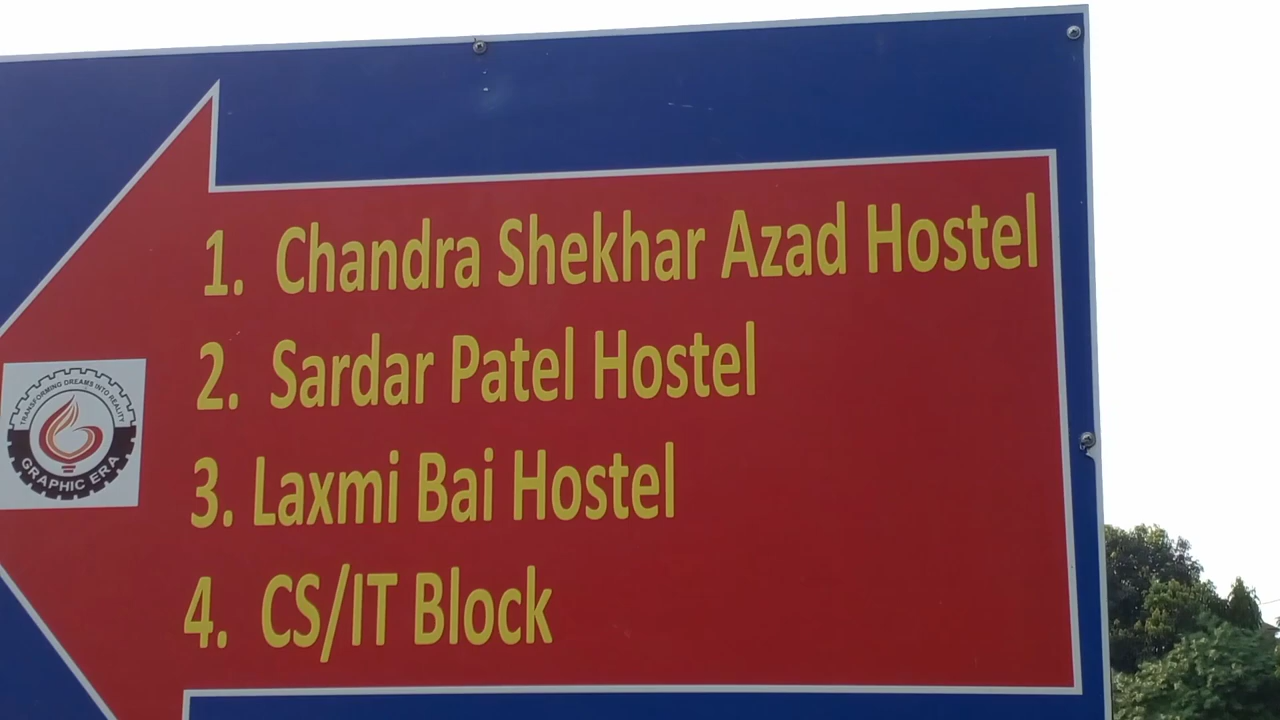 1. Chandra Shekhar Azad Hostel
2. Sardar Patel Hostel
3. Laxmi Bai Hostel
4. CS/IT Block
TRANSFORMING DREAMS INTO REALITY
GRAPHIC ERA